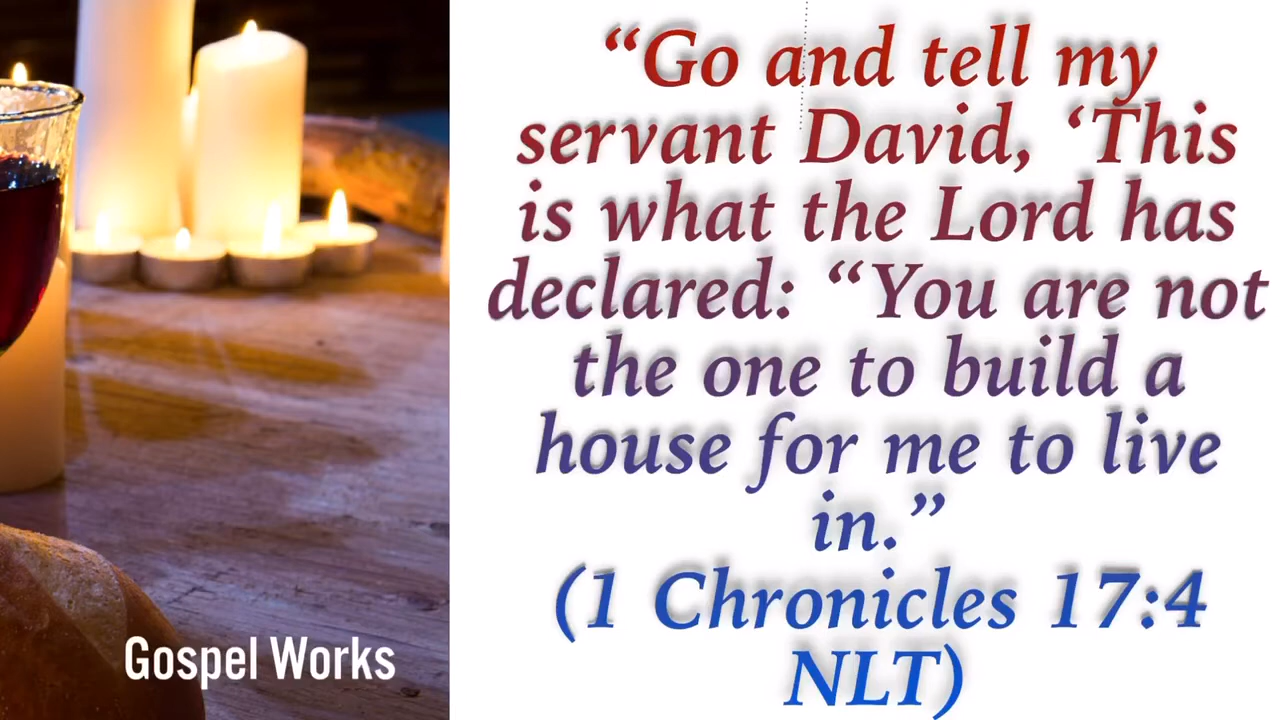 “Go and tell my
servant David, ‘This
is what the Lord has
declared: “You are not
the one to build a
house for me to live
in.”
(1 Chronicles 17:4
NLT)
Gospel Works